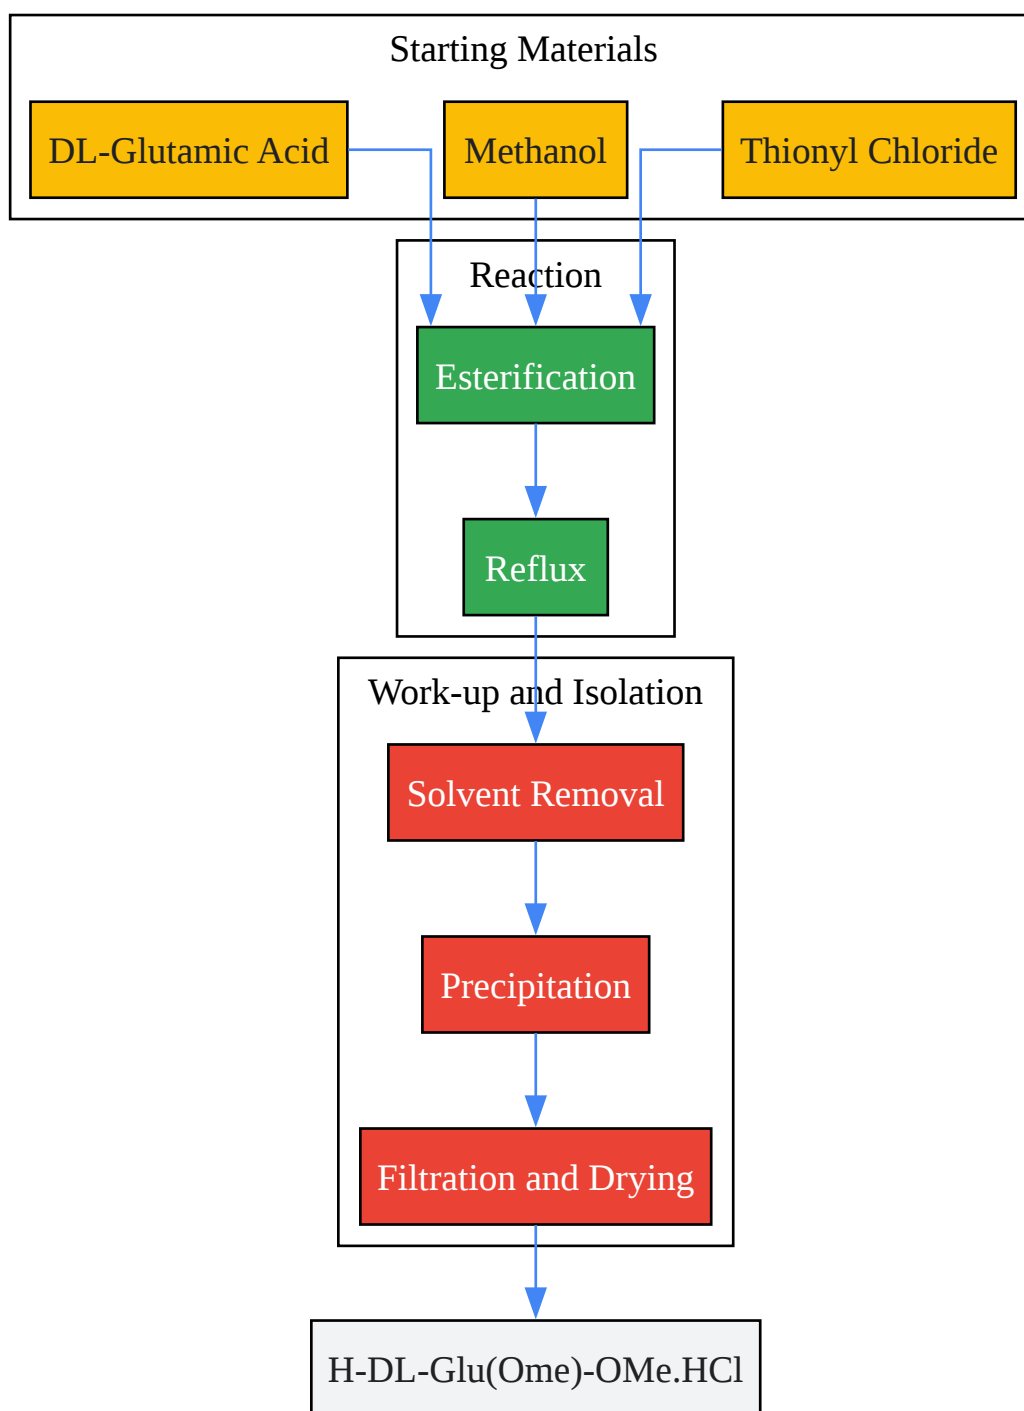 Starting Materials
DL-Glutamic Acid
Methanol
Thionyl Chloride
Reaction
Esterification
Reflux
Work-up and Isolation
Solvent Removal
Precipitation
Filtration and Drying
H-DL-Glu(Ome)-OMe.HCl